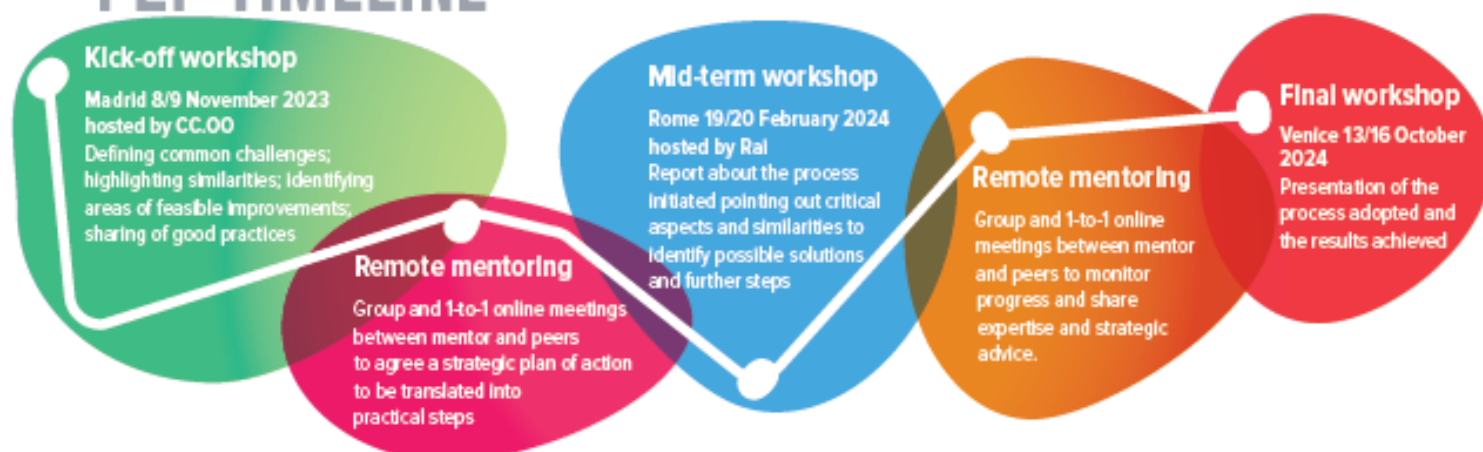 TIMELINE
Kick-off workshop
Madrid 8/9 November 2023
hosted by CC.OO
Defining common challenges;
highlighting similarities; identifying
areas of feasible improvements;
sharing of good practices
Remote mentoring
Group and 1-to-1 online meetings
between mentor and peers
to agree a strategic plan of action
to be translated into
practical steps
Mid-term workshop
Rome 19/20 February 2024
hosted by Rai
Report about the process
initiated pointing out critical
aspects and similarities to
identify possible solutions
and further steps
Remote mentoring
Group and 1-to-1 online
meetings between mentor
and peers to monitor
progress and share
expertise and strategic
advice.
Final workshop
Venice 13/16 October
2024
Presentation of the
process adopted and
the results achieved